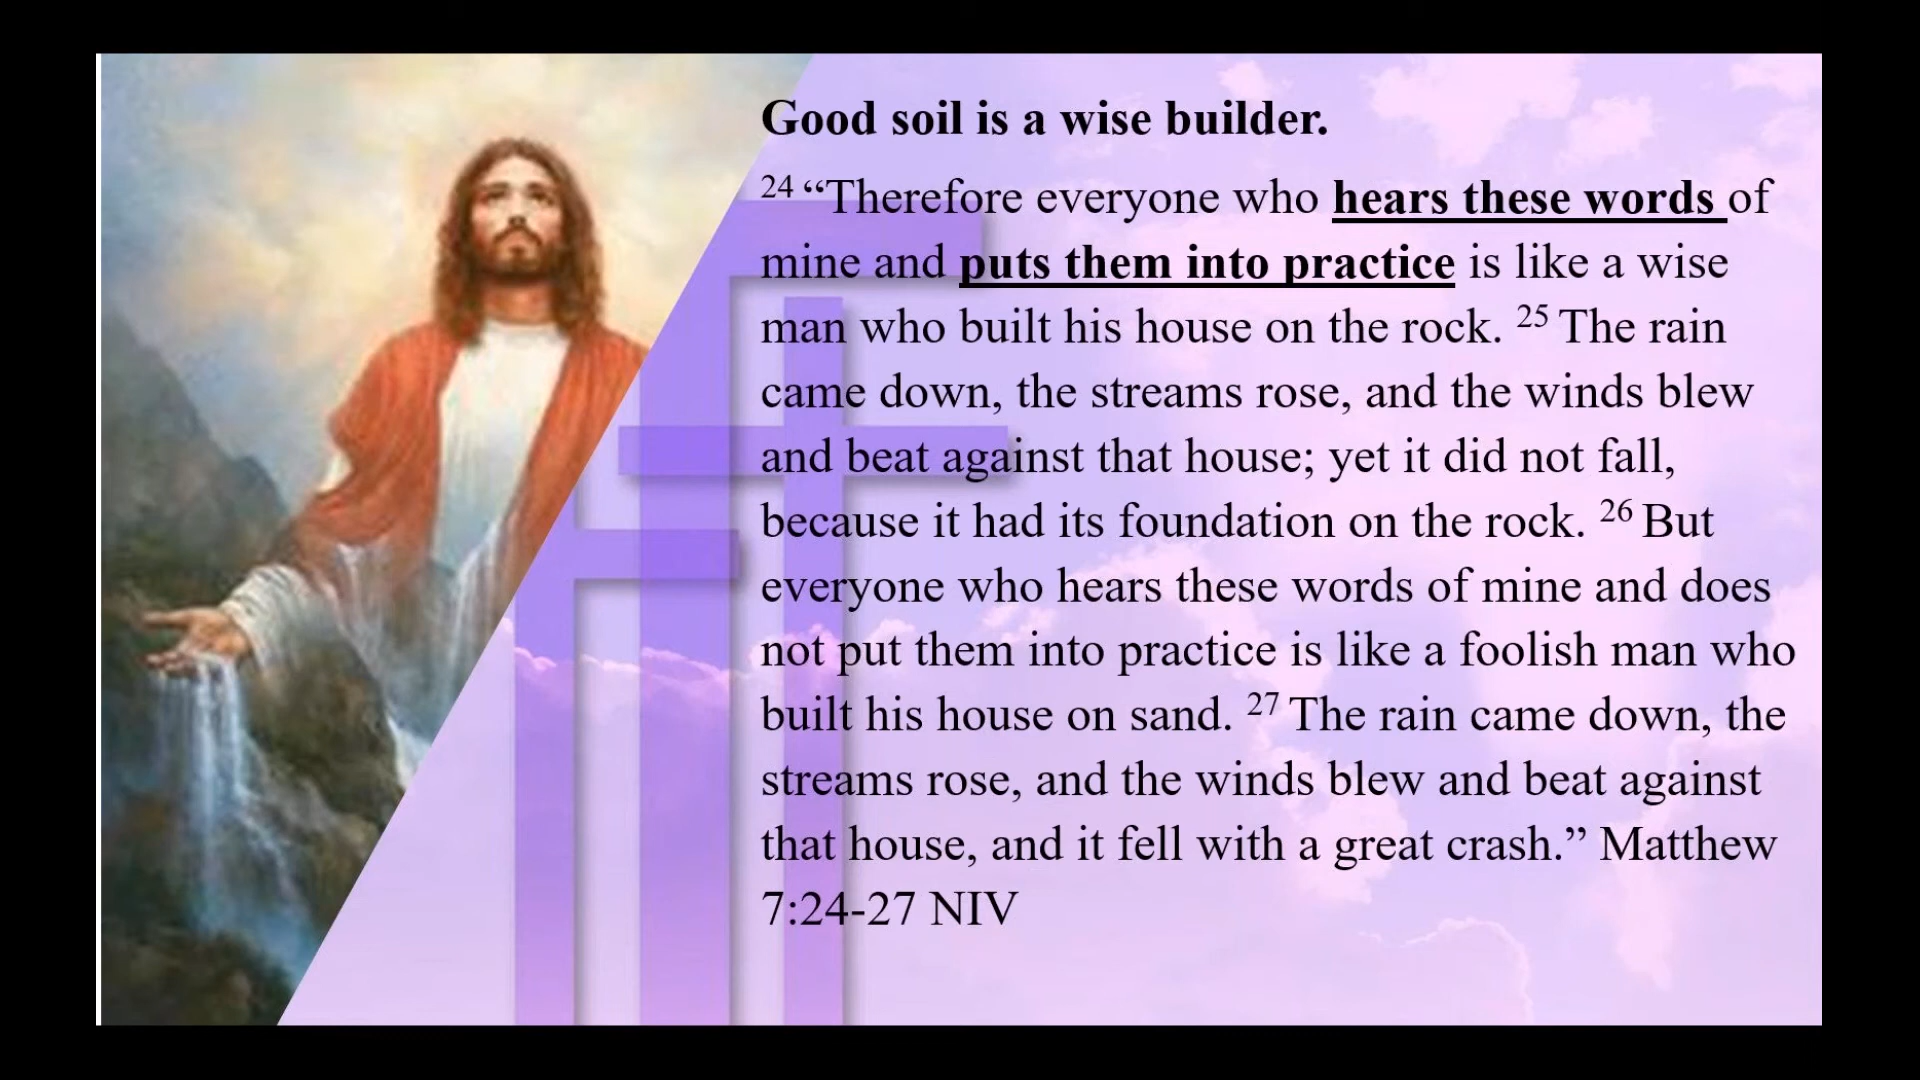 Good soil is a wise builder.
24 “Therefore everyone who hears these words of
mine and puts them into practice is like a wise
man who built his house on the rock. 25 The rain
came down, the streams rose, and the winds blew
and beat against that house; yet it did not fall,
because it had its foundation on the rock. 26 But
everyone who hears these words of mine and does
not put them into practice is like a foolish man who
built his house on sand. 27 The rain came down, the
streams rose, and the winds blew and beat against
that house, and it fell with a great crash.” Matthew
7:24-27 NIV